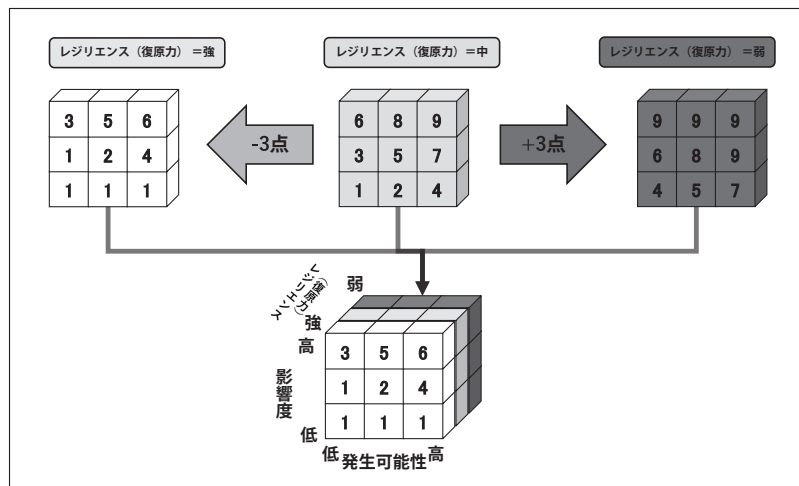 レジリエンス（復原力）＝強
レジリエンス（復原力）＝中
レジリエンス（復原力）＝弱
3 5 6
1 2 4
1 1 1
-3点
6 8 9
3 5 7
1 2 4
+3点
9 9 9
6 8 9
4 5 7
レジリエンス
（復原力）
弱
強
高
影響度
低
3 5 6
1 2 4
1 1 1
低 発生可能性 高